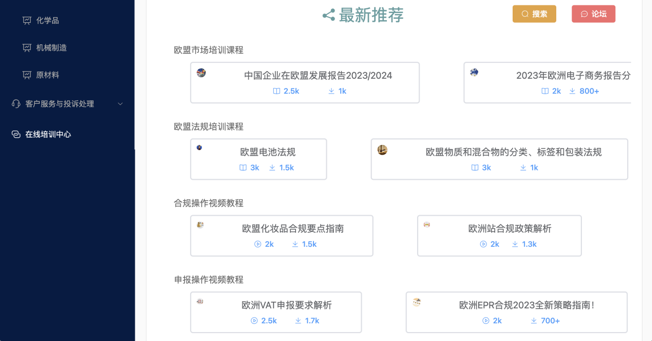 化学品
机械制造
原材料
客户服务与投诉处理
在线培训中心
最新推荐
搜索
论坛
欧盟市场培训课程
中国企业在欧盟发展报告2023/2024
2.5k 1k
2023年欧洲电子商务报告分
2k 800+
欧盟法规培训课程
欧盟电池法规
3k 1.5k
欧盟物质和混合物的分类、标签和包装法规
3k 1k
合规操作视频教程
欧盟化妆品合规要点指南
2k 1.5k
欧洲站合规政策解析
2k 1.3k
申报操作视频教程
欧洲VAT申报要求解析
2.5k 1.7k
欧洲EPR合规2023全新策略指南！
2k 700+